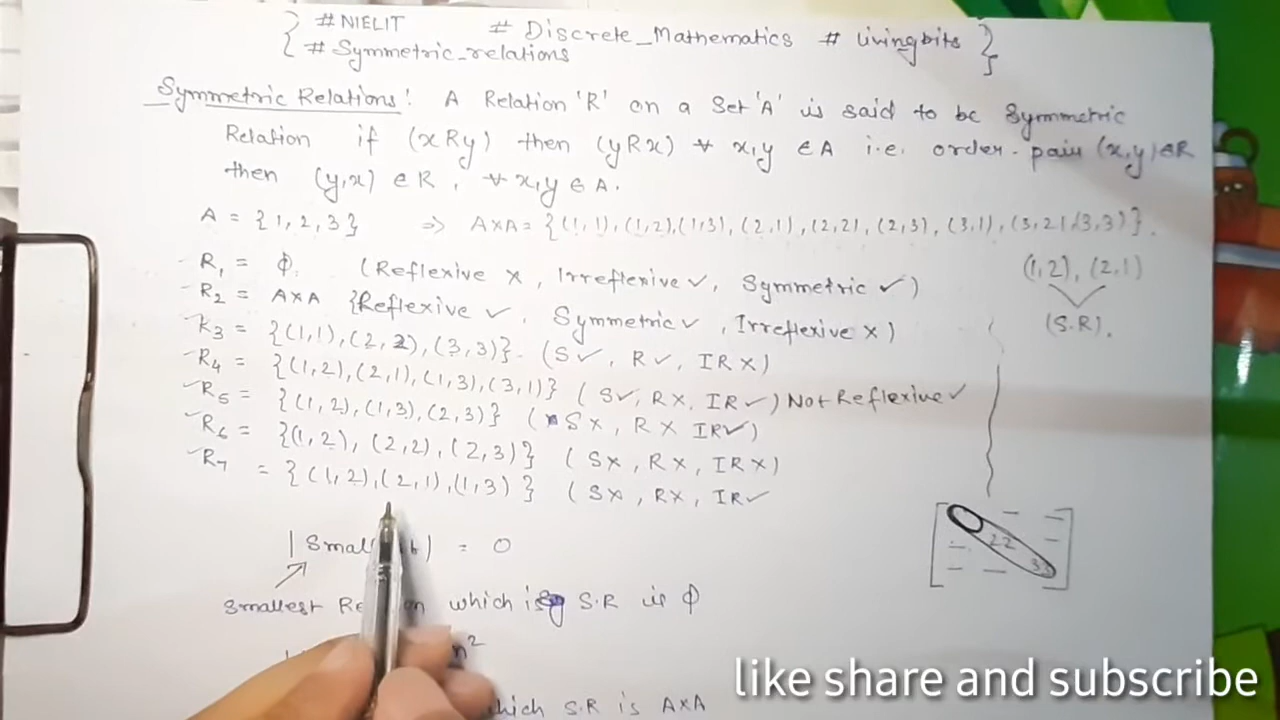 { #NIELIT # Discrete_Mathematics # Livingbits }
# Symmetric_relations
Symmetric Relations: A Relation 'R' on a Set 'A' is said to be Symmetric
Relation if (xRy) then (yRx) ∀ x,y ∈A i.e. order-pair (x,y)∈R
then (y,x) ∈ R, ∀ x,y ∈ A.
A = {1, 2, 3} ⇒ A×A = {(1,1),(1,2),(1,3),(2,1),(2,2),(2,3),(3,1),(3,2),(3,3)}.
R1 = ϕ. (Reflexive ×, Irreflexive ✓, Symmetric ✓)
(1,2), (2,1)
(S.R).
R2 = A×A {Reflexive ✓, Symmetric ✓, Irreflexive ×)
R3 = {(1,1),(2,2),(3,3)}. (S✓, R✓, IR×)
R4 = {(1,2),(2,1),(1,3),(3,1)} (S✓, R×, IR✓) Not Reflexive ✓
R5 = {(1,2),(1,3),(2,3)} (S×, R× IR✓)
R6 = {(1,2), (2,2), (2,3)} (S×, R×, IR×)
R7 = {(1,2),(2,1),(1,3)} (S×, R×, IR✓
22
33
= 0
Smallest which is S.R is ϕ
n²
which S.R is A×A
like share and subscribe